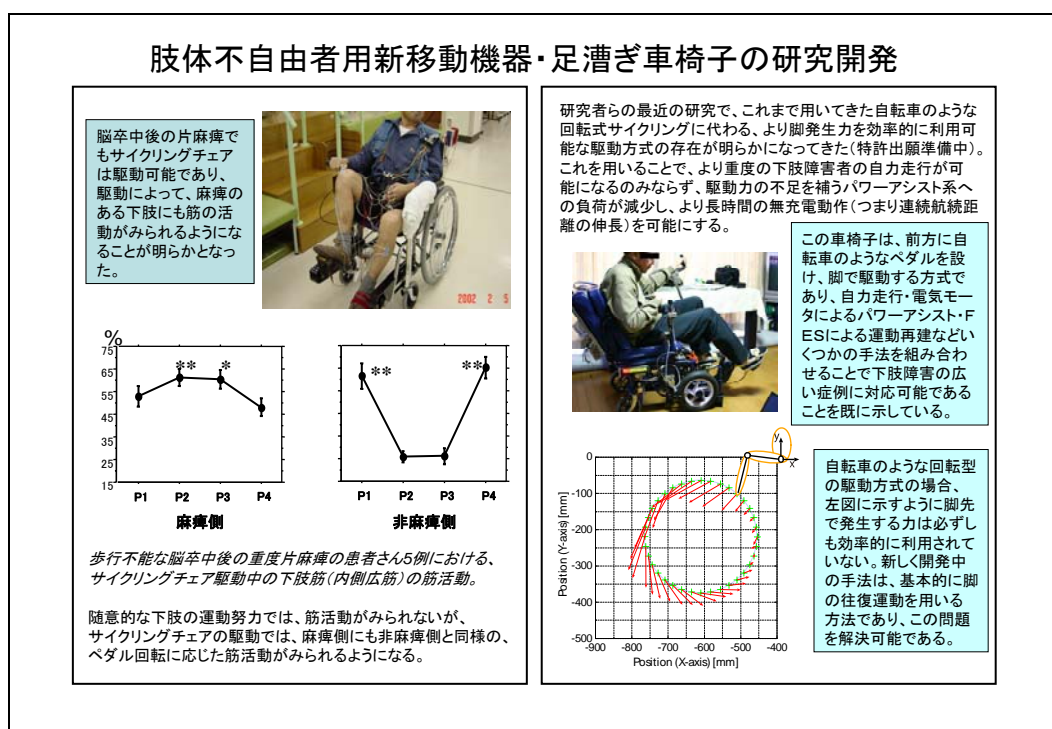 肢体不自由者用新移動機器・足漕ぎ車椅子の研究開発
脳卒中後の片麻痺で
もサイクリングチェア
は駆動可能であり、
駆動によって、麻痺の
ある下肢にも筋の活
動がみられるようにな
ることが明らかとなっ
た。
2002 2 5
%
75
65
55
45
35
25
15
P1 P2 P3 P4
** *
麻痺側
P1 P2 P3 P4
** **
非麻痺側
歩行不能な脳卒中後の重度片麻痺の患者さん5例における、
サイクリングチェア駆動中の下肢筋(内側広筋)の筋活動。
随意的な下肢の運動努力では、筋活動がみられないが、
サイクリングチェアの駆動では、麻痺側にも非麻痺側と同様の、
ペダル回転に応じた筋活動がみられるようになる。
研究者らの最近の研究で、これまで用いてきた自転車のような
回転式サイクリングに代わる、より脚発生力を効率的に利用可
能な駆動方式の存在が明らかになってきた(特許出願準備中)。
これを用いることで、より重度の下肢障害者の自力走行が可
能になるのみならず、駆動力の不足を補うパワーアシスト系へ
の負荷が減少し、より長時間の無充電動作(つまり連続航続距
離の伸長)を可能にする。
この車椅子は、前方に自
転車のようなペダルを設
け、脚で駆動する方式で
あり、自力走行・電気モー
タによるパワーアシスト・F
ESによる運動再建などい
くつかの手法を組み合わ
せることで下肢障害の広
い症例に対応可能である
ことを既に示している。
y
x
0
-100
-200
-300
-400
-500
Position (Y-axis) [mm]
-900 -800 -700 -600 -500 -400
Position (X-axis) [mm]
自転車のような回転型
の駆動方式の場合、
左図に示すように脚先
で発生する力は必ずし
も効率的に利用されて
いない。新しく開発中
の手法は、基本的に脚
の往復運動を用いる
方法であり、この問題
を解決可能である。